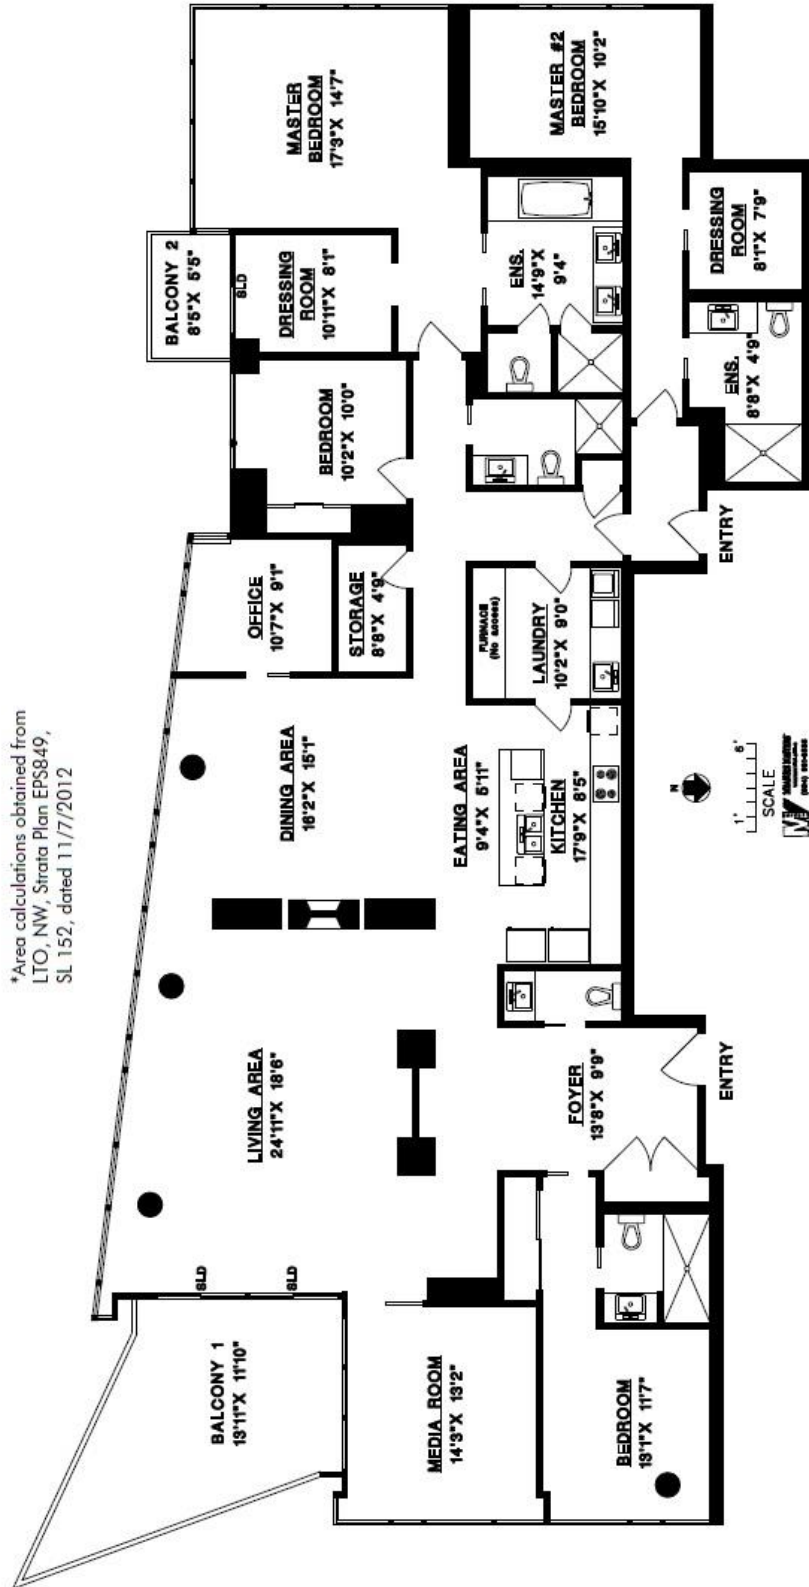 *Area calculations obtained from
LTO, NW, Strata Plan EPS849,
SL 152, dated 11/7/2012
BALCONY 1
13'11"X 11'10"
SLD
SLD
MEDIA ROOM
14'3"X 13'2"
BEDROOM
13'1"X 11'7"
LIVING AREA
24'11"X 18'6"
FOYER
13'8"X 9'9"
ENTRY
DINING AREA
16'2"X 15'1"
EATING AREA
9'4"X 5'11"
KITCHEN
17'9"X 8'5"
OFFICE
10'7"X 9'1"
STORAGE
8'8"X 4'9"
FURNACE
(No access)
LAUNDRY
10'2"X 9'0"
BEDROOM
10'2"X 10'0"
ENTRY
BALCONY 2
8'5"X 5'5"
SLD
DRESSING
ROOM
10'11"X 8'1"
MASTER
BEDROOM
17'3"X 14'7"
ENS.
14'9"X
9'4"
MASTER #2
BEDROOM
15'10"X 10'2"
DRESSING
ROOM
8'1"X 7'9"
ENS.
8'8"X 4'9"
N
1' 6'
SCALE